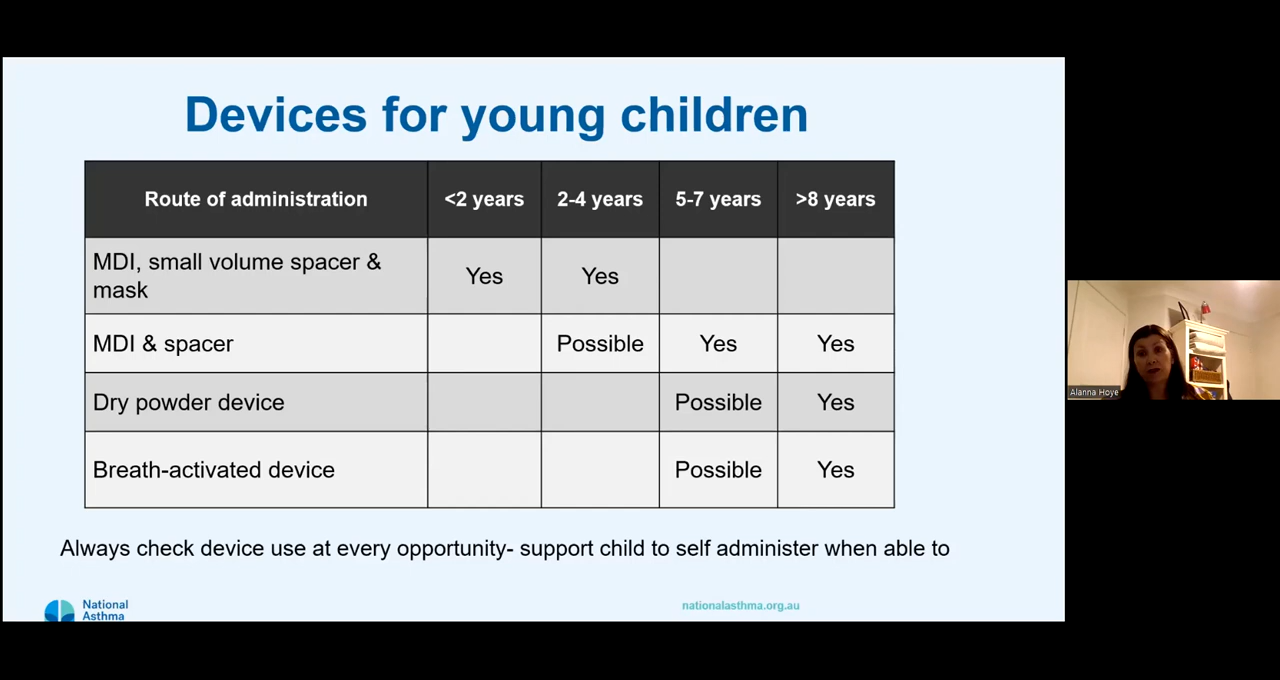 Devices for young children
Route of administration <2 years 2-4 years 5-7 years >8 years
MDI, small volume spacer &
mask
Yes Yes
MDI & spacer Possible Yes Yes
Dry powder device Possible Yes
Breath-activated device Possible Yes
Always check device use at every opportunity- support child to self administer when able to
National
Asthma
nationalasthma.org.au
Alanna Hoye